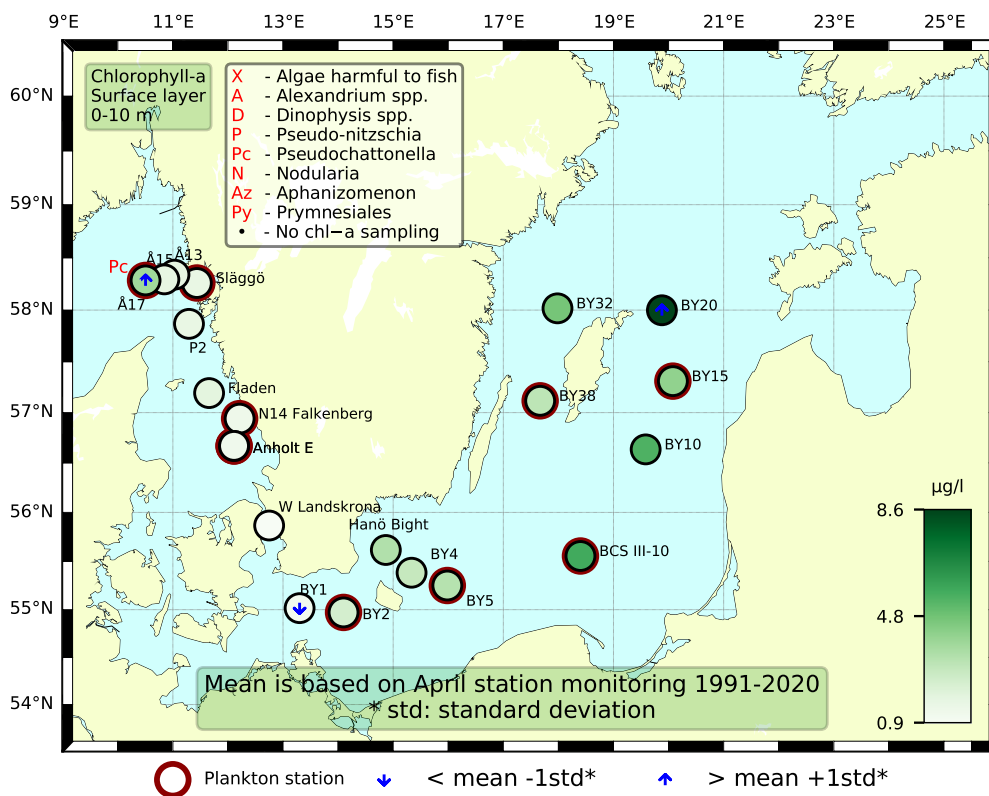 9°E 11°E 13°E 15°E 17°E 19°E 21°E 23°E 25°E
60°N
59°N
58°N
57°N
56°N
55°N
54°N
Chlorophyll-a
Surface layer
0-10 m
X - Algae harmful to fish
A - Alexandrium spp.
D - Dinophysis spp.
P - Pseudo-nitzschia
Pc - Pseudochattonella
N - Nodularia
Az - Aphanizomenon
Py - Prymnesiales
• - No chl−a sampling
Pc
Å15
Å13
Släggö
Å17
P2
Fladen
N14 Falkenberg
Anholt E
W Landskrona
Hanö Bight
BY4
BY5
BY1
BY2
BY32
BY20
BY15
BY38
BY10
BCS III-10
µg/l
8.6
4.8
0.9
Mean is based on April station monitoring 1991-2020
* std: standard deviation
Plankton station
< mean -1std*
> mean +1std*